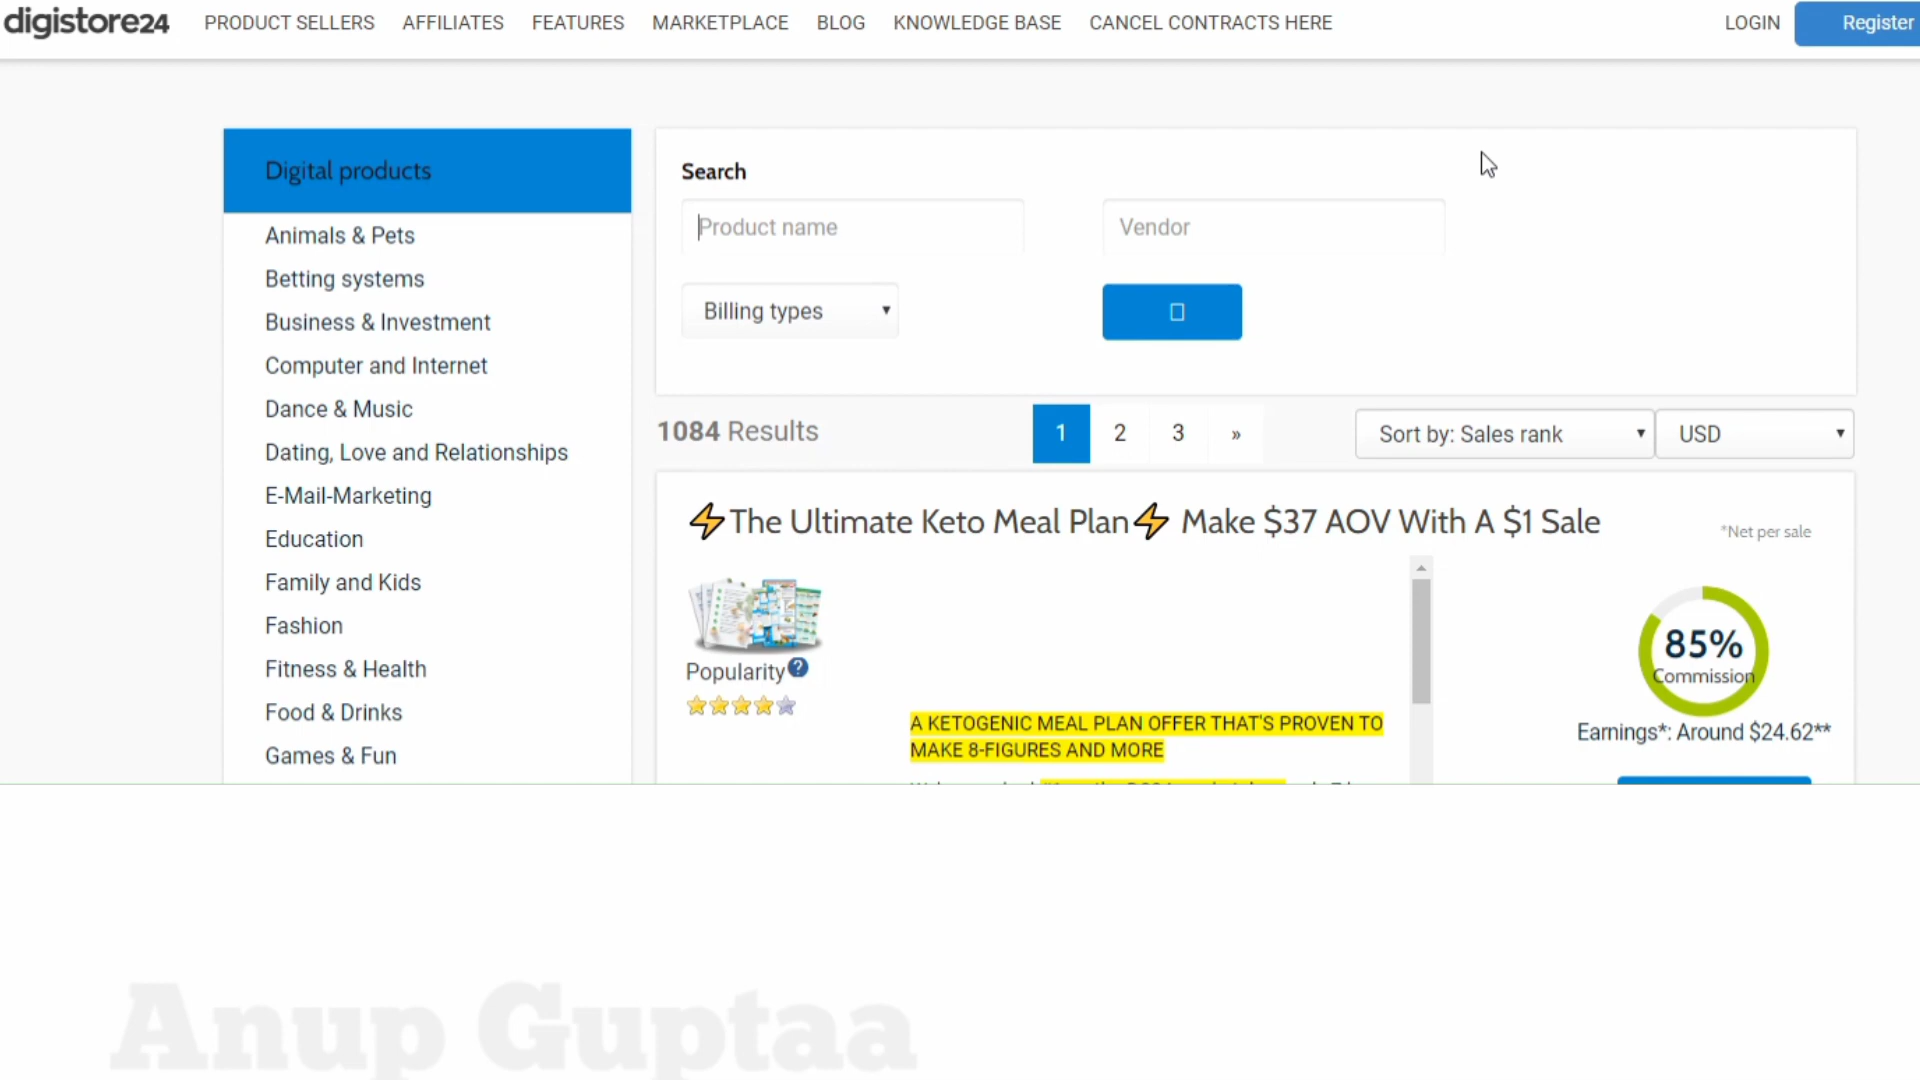 digistore24 PRODUCT SELLERS AFFILIATES FEATURES MARKETPLACE BLOG KNOWLEDGE BASE CANCEL CONTRACTS HERE LOGIN Register
Digital products
Animals & Pets
Betting systems
Business & Investment
Computer and Internet
Dance & Music
Dating, Love and Relationships
E-Mail-Marketing
Education
Family and Kids
Fashion
Fitness & Health
Food & Drinks
Games & Fun
Search
Product name Vendor
Billing types
1084 Results 1 2 3 » Sort by: Sales rank USD
⚡The Ultimate Keto Meal Plan⚡ Make $37 AOV With A $1 Sale
*Net per sale
Popularity?
A KETOGENIC MEAL PLAN OFFER THAT'S PROVEN TO
MAKE 8-FIGURES AND MORE
85%
Commission
Earnings*: Around $24.62**
Anup Guptaa